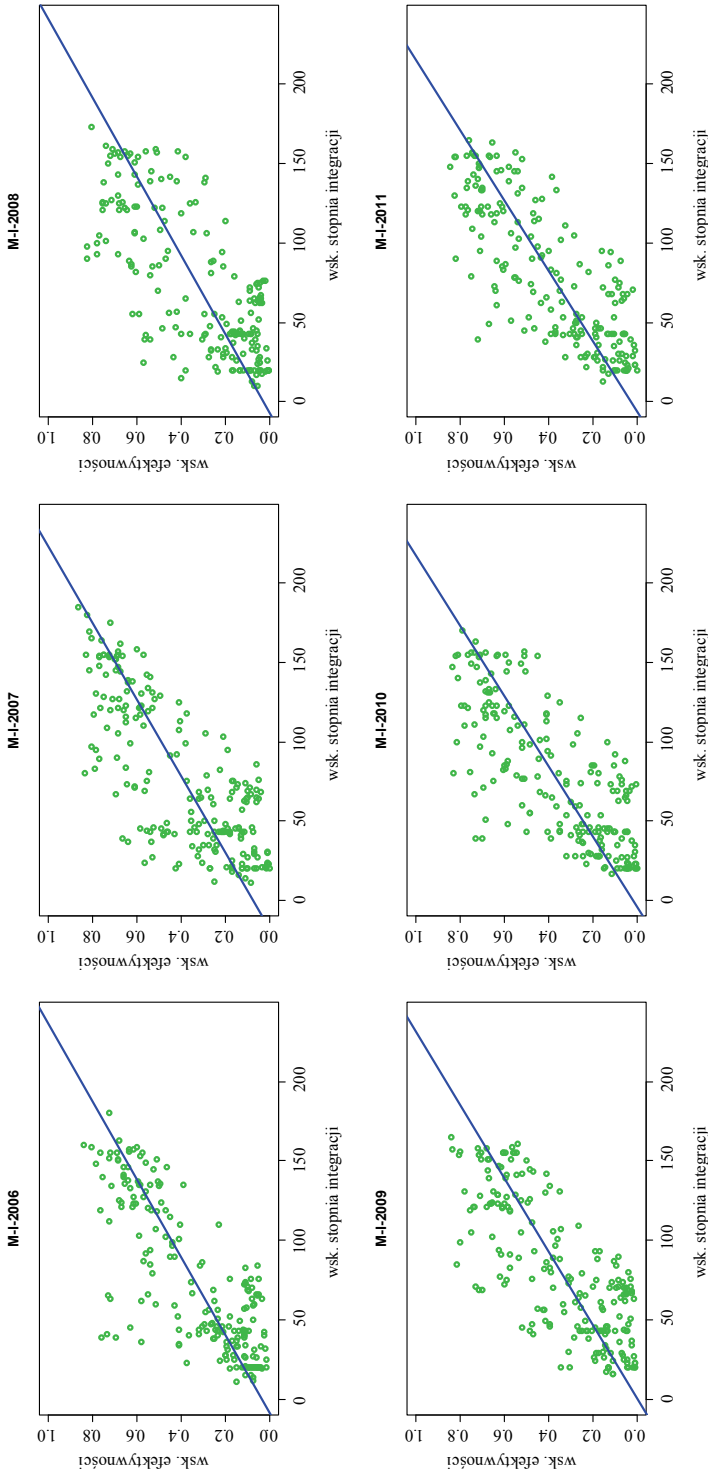 M-I-2006
wsk. efektywności
0.0 0.2 0.4 0.6 0.8 1.0
0 50 100 150 200
wsk. stopnia integracji
M-I-2007
wsk. efektywności
0.0 0.2 0.4 0.6 0.8 1.0
0 50 100 150 200
wsk. stopnia integracji
M-I-2008
wsk. efektywności
0.0 0.2 0.4 0.6 0.8 1.0
0 50 100 150 200
wsk. stopnia integracji
M-I-2009
wsk. efektywności
0.0 0.2 0.4 0.6 0.8 1.0
0 50 100 150 200
wsk. stopnia integracji
M-I-2010
wsk. efektywności
0.0 0.2 0.4 0.6 0.8 1.0
0 50 100 150 200
wsk. stopnia integracji
M-I-2011
wsk. efektywności
0.0 0.2 0.4 0.6 0.8 1.0
0 50 100 150 200
wsk. stopnia integracji